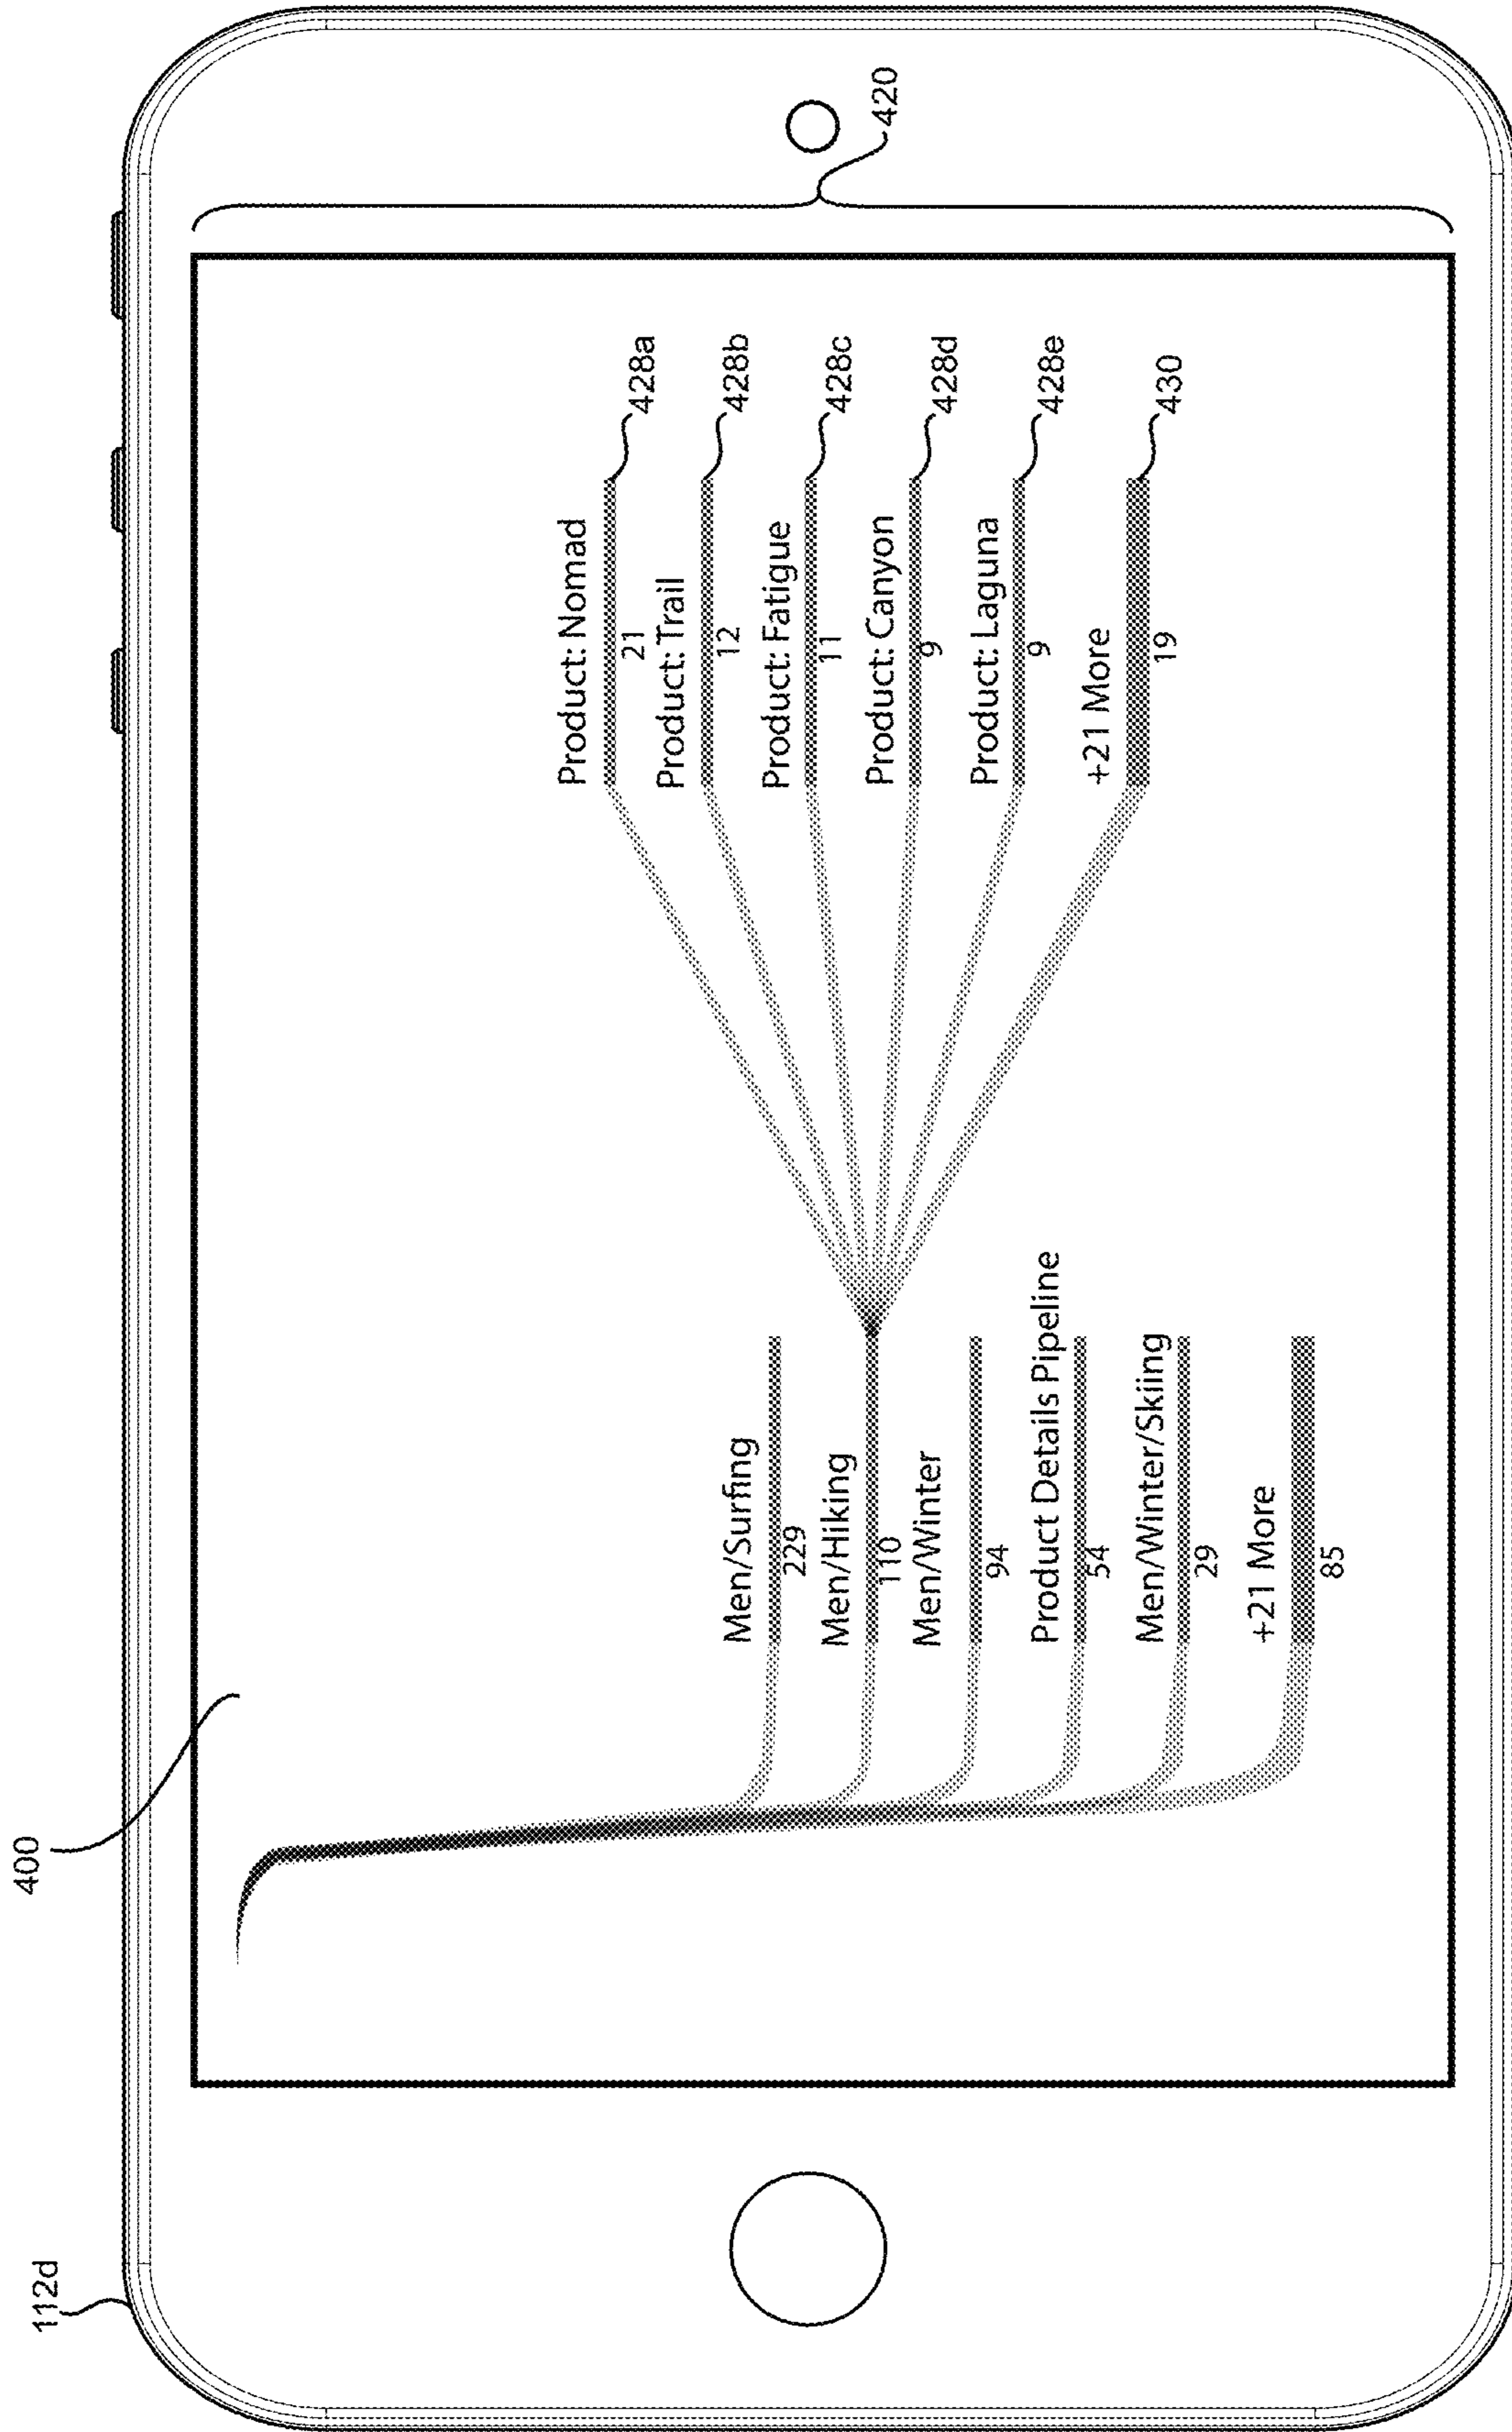 112d
400
420
Men/Surfing
229
Men/Hiking
110
Men/Winter
94
Product Details Pipeline
54
Men/Winter/Skiing
29
+21 More
85
Product: Nomad
21
428a
Product: Trail
12
428b
Product: Fatigue
11
428c
Product: Canyon
9
428d
Product: Laguna
9
428e
+21 More
19
430